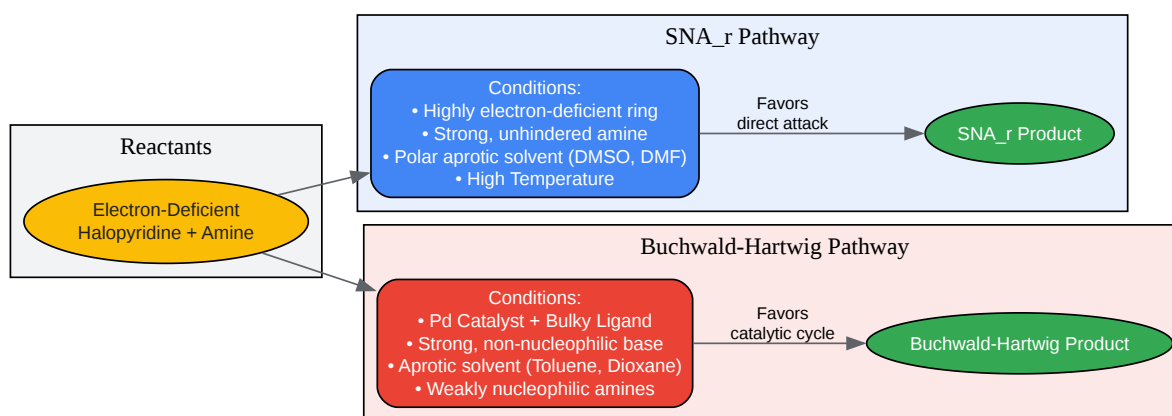 SNA_r Pathway
Conditions:
• Highly electron-deficient ring
• Strong, unhindered amine
• Polar aprotic solvent (DMSO, DMF)
• High Temperature
Favors
direct attack
SNA_r Product
Reactants
Electron-Deficient
Halopyridine + Amine
Buchwald-Hartwig Pathway
Conditions:
• Pd Catalyst + Bulky Ligand
• Strong, non-nucleophilic base
• Aprotic solvent (Toluene, Dioxane)
• Weakly nucleophilic amines
Favors
catalytic cycle
Buchwald-Hartwig Product